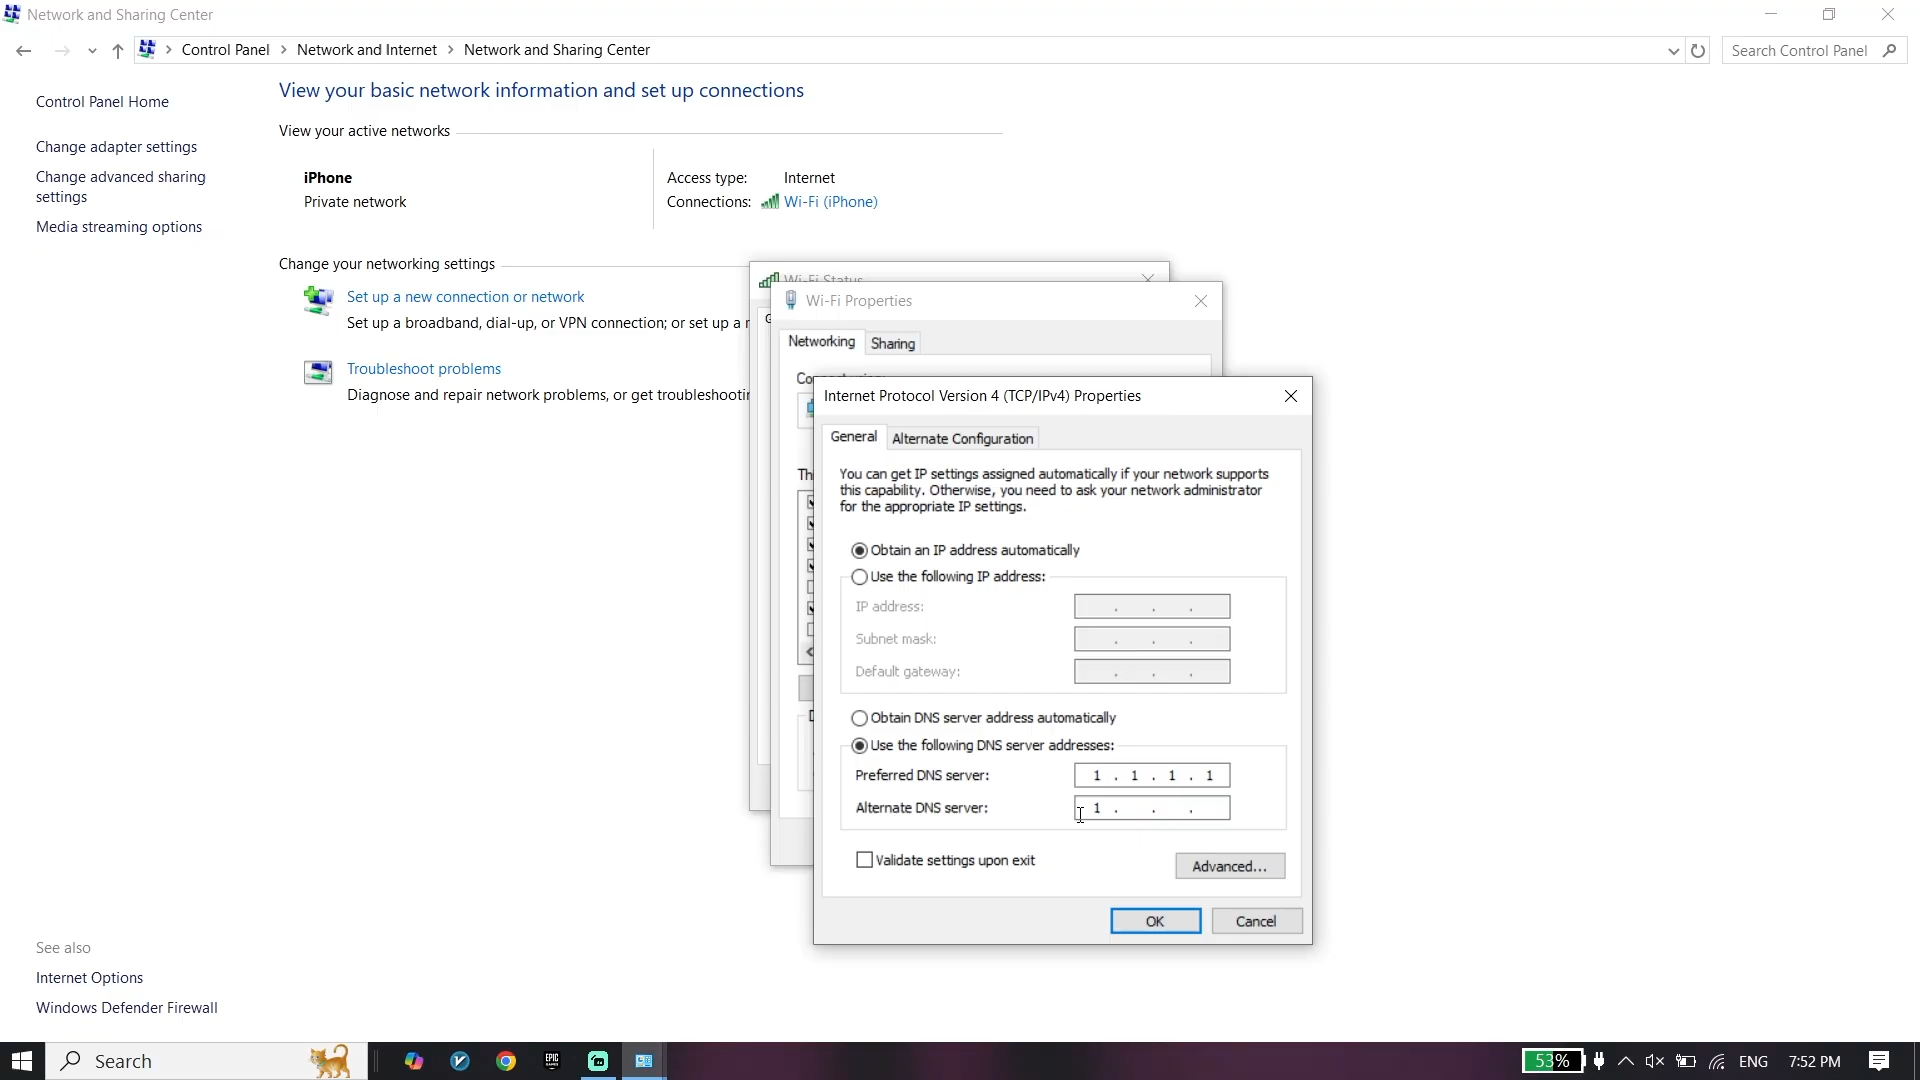 Network and Sharing Center
Control Panel > Network and Internet > Network and Sharing Center
Search Control Panel
Control Panel Home
Change adapter settings
Change advanced sharing
settings
Media streaming options
View your basic network information and set up connections
View your active networks
iPhone
Private network
Access type: Internet
Connections: Wi-Fi (iPhone)
Change your networking settings
Set up a new connection or network
Set up a broadband, dial-up, or VPN connection; or set up a
Troubleshoot problems
Diagnose and repair network problems, or get
Wi-Fi Status
Wi-Fi Properties
Networking
Sharing
Internet Protocol Version 4 (TCP/IPv4) Properties
General
Alternate Configuration
You can get IP settings assigned automatically if your network supports
this capability. Otherwise, you need to ask your network administrator
for the appropriate IP settings.
Obtain an IP address automatically
Use the following IP address:
IP address: . . .
Subnet mask: . . .
Default gateway: . . .
Obtain DNS server address automatically
Use the following DNS server addresses:
Preferred DNS server: 1 . 1 . 1 . 1
Alternate DNS server: 1 . . .
Validate settings upon exit
Advanced...
OK
Cancel
See also
Internet Options
Windows Defender Firewall
Search
EPIC GAMES
53%
ENG
7:52 PM